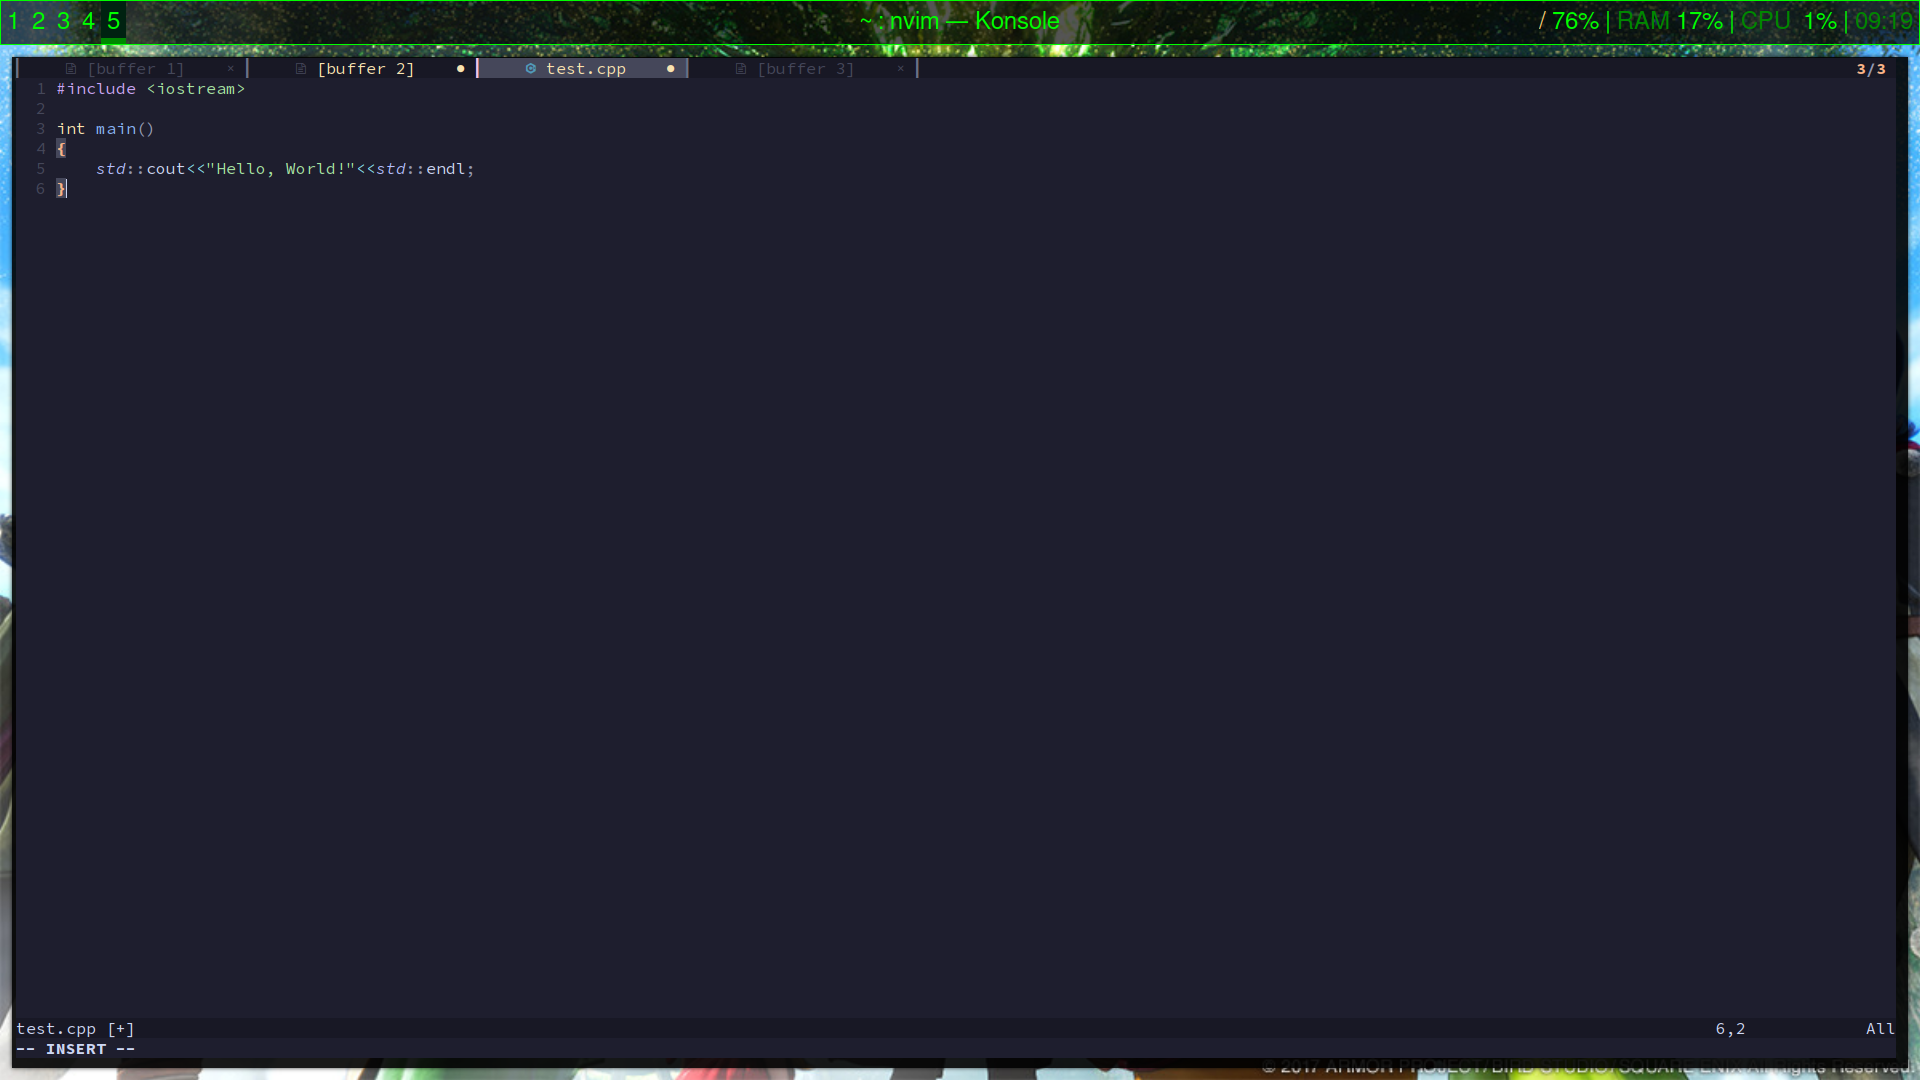 1 2 3 4 5 ~ : nvim — Konsole / 76% | RAM 17% | CPU 1% | 09:19
[buffer 1] × [buffer 2] ● test.cpp ● [buffer 3] × 3/3
1 #include <iostream>
2
3 int main()
4 {
5     std::cout<<"Hello, World!"<<std::endl;
6 }
test.cpp [+] 6,2 All
-- INSERT --
© 2017 ARMOR PROJECT/BIRD STUDIO/SQUARE ENIX All Rights Reserved.